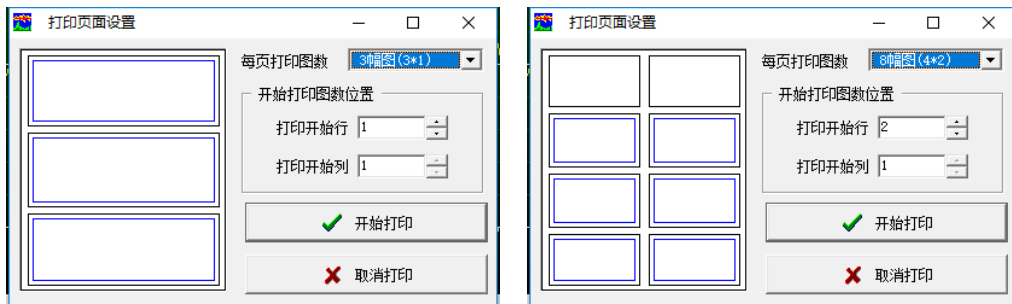 打印页面设置
每页打印图数 3幅图(3*1)
开始打印图数位置
打印开始行 1
打印开始列 1
开始打印
取消打印
打印页面设置
每页打印图数 8幅图(4*2)
开始打印图数位置
打印开始行 2
打印开始列 1
开始打印
取消打印